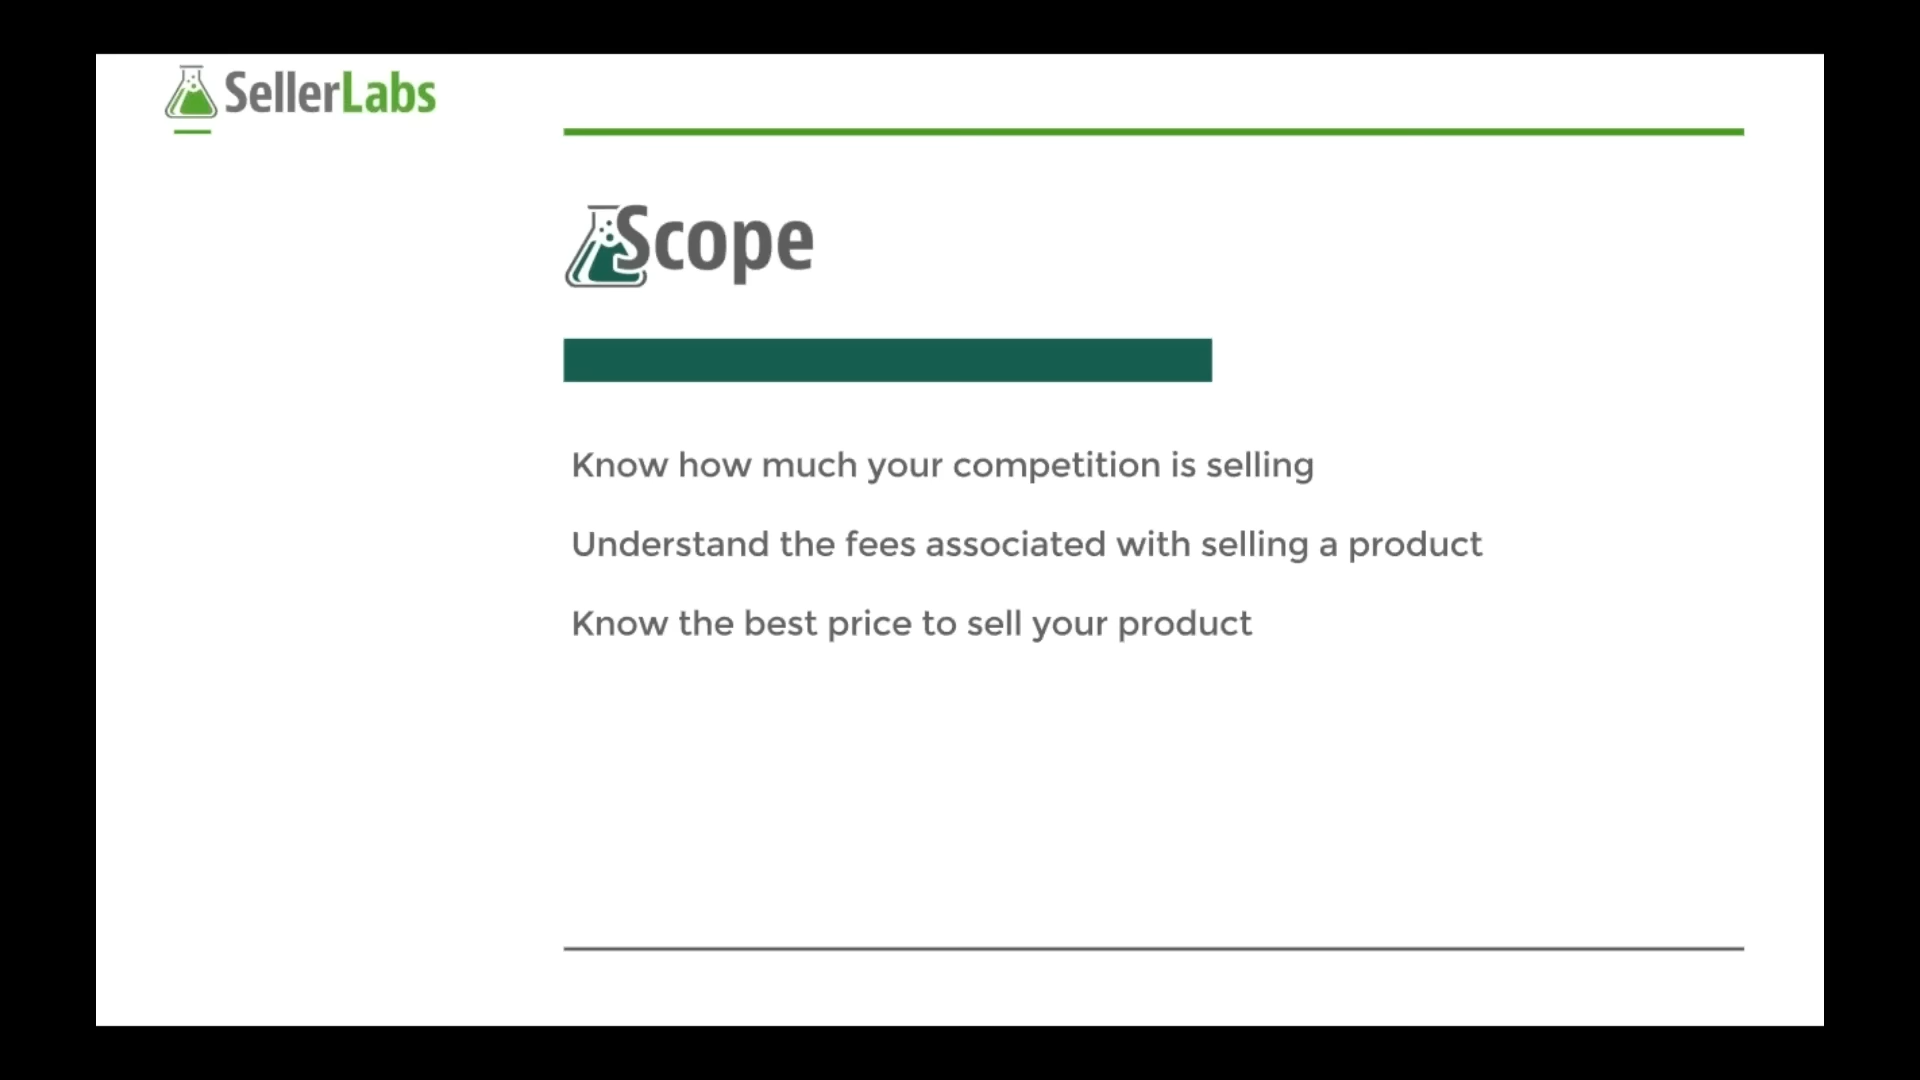 SellerLabs
Scope
Know how much your competition is selling
Understand the fees associated with selling a product
Know the best price to sell your product